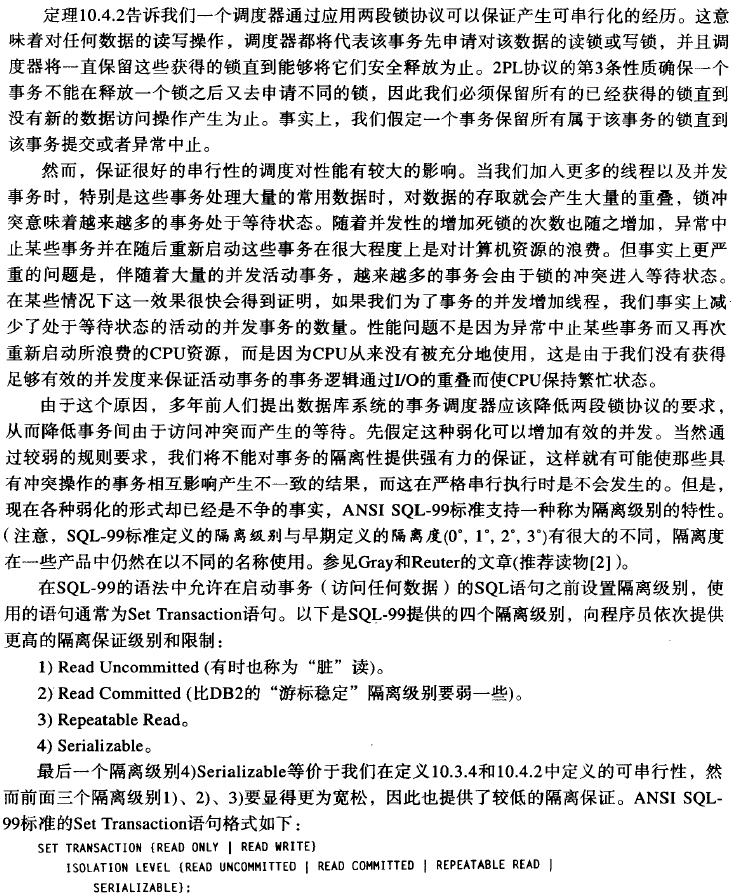 定理10.4.2告诉我们一个调度器通过应用两段锁协议可以保证产生可串行化的经历。这意
味着对任何数据的读写操作，调度器都将代表该事务先申请对该数据的读锁或写锁，并且调
度器将一直保留这些获得的锁直到能够将它们安全释放为止。2PL协议的第3条性质确保一个
事务不能在释放一个锁之后又去申请不同的锁，因此我们必须保留所有的已经获得的锁直到
没有新的数据访问操作产生为止。事实上，我们假定一个事务保留所有属于该事务的锁直到
该事务提交或者异常中止。
然而，保证很好的串行性的调度对性能有较大的影响。当我们加入更多的线程以及并发
事务时，特别是这些事务处理大量的常用数据时，对数据的存取就会产生大量的重叠，锁冲
突意味着越来越多的事务处于等待状态。随着并发性的增加死锁的次数也随之增加，异常中
止某些事务并在随后重新启动这些事务在很大程度上是对计算机资源的浪费。但事实上更严
重的问题是，伴随着大量的并发活动事务，越来越多的事务会由于锁的冲突进入等待状态。
在某些情况下这一效果很快会得到证明，如果我们为了事务的并发增加线程，我们事实上减
少了处于等待状态的活动的并发事务的数量。性能问题不是因为异常中止某些事务而又再次
重新启动所浪费的CPU资源，而是因为CPU从来没有被充分地使用，这是由于我们没有获得
足够有效的并发度来保证活动事务的事务逻辑通过I/O的重叠而使CPU保持繁忙状态。
由于这个原因，多年前人们提出数据库系统的事务调度器应该降低两段锁协议的要求，
从而降低事务间由于访问冲突而产生的等待。先假定这种弱化可以增加有效的并发。当然通
过较弱的规则要求，我们将不能对事务的隔离性提供强有力的保证，这样就有可能使那些具
有冲突操作的事务相互影响产生不一致的结果，而这在严格串行执行时是不会发生的。但是，
现在各种弱化的形式却已经是不争的事实，ANSI SQL-99标准支持一种称为隔离级别的特性。
（注意，SQL-99标准定义的隔离级别与早期定义的隔离度(0°, 1°, 2°, 3°)有很大的不同，隔离度
在一些产品中仍然在以不同的名称使用。参见Gray和Reuter的文章(推荐读物[2]）。
在SQL-99的语法中允许在启动事务（访问任何数据）的SQL语句之前设置隔离级别，使
用的语句通常为Set Transaction语句。以下是SQL-99提供的四个隔离级别，向程序员依次提供
更高的隔离保证级别和限制：
1) Read Uncommitted (有时也称为“脏”读)。
2) Read Committed (比DB2的“游标稳定”隔离级别要弱一些)。
3) Repeatable Read。
4) Serializable。
最后一个隔离级别4)Serializable等价于我们在定义10.3.4和10.4.2中定义的可串行性，然
而前面三个隔离级别1)、2)、3)要显得更为宽松，因此也提供了较低的隔离保证。ANSI SQL-
99标准的Set Transaction语句格式如下：
SET TRANSACTION {READ ONLY | READ WRITE}
ISOLATION LEVEL {READ UNCOMMITTED | READ COMMITTED | REPEATABLE READ |
SERIALIZABLE};